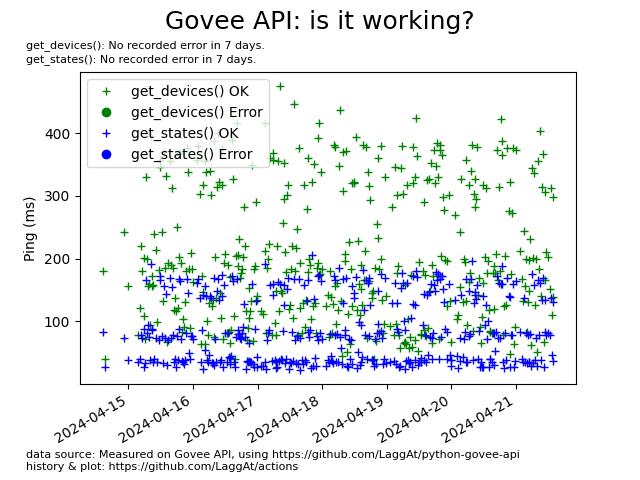 Govee API: is it working?
get_devices(): No recorded error in 7 days.
get_states(): No recorded error in 7 days.
get_devices() OK
get_devices() Error
get_states() OK
get_states() Error
400
300
200
100
Ping (ms)
2024-04-15
2024-04-16
2024-04-17
2024-04-18
2024-04-19
2024-04-20
2024-04-21
data source: Measured on Govee API, using https://github.com/LaggAt/python-govee-api
history & plot: https://github.com/LaggAt/actions